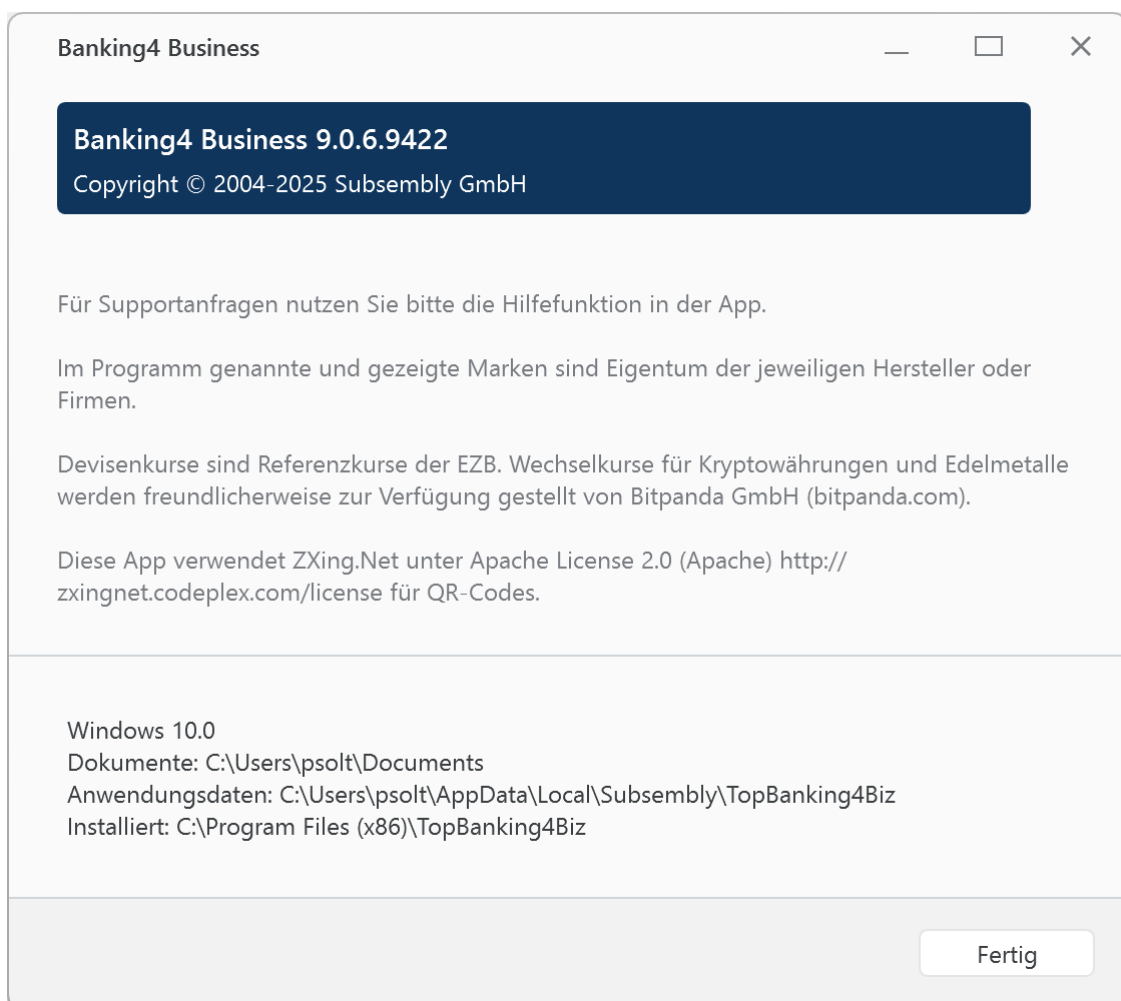 Banking4 Business
Banking4 Business 9.0.6.9422
Copyright © 2004-2025 Subsembly GmbH
Für Supportanfragen nutzen Sie bitte die Hilfefunktion in der App.
Im Programm genannte und gezeigte Marken sind Eigentum der jeweiligen Hersteller oder
Firmen.
Devisenkurse sind Referenzkurse der EZB. Wechselkurse für Kryptowährungen und Edelmetalle
werden freundlicherweise zur Verfügung gestellt von Bitpanda GmbH (bitpanda.com).
Diese App verwendet ZXing.Net unter Apache License 2.0 (Apache) http://
zxingnet.codeplex.com/license für QR-Codes.
Windows 10.0
Dokumente: C:\Users\psolt\Documents
Anwendungsdaten: C:\Users\psolt\AppData\Local\Subsembly\TopBanking4Biz
Installiert: C:\Program Files (x86)\TopBanking4Biz
Fertig